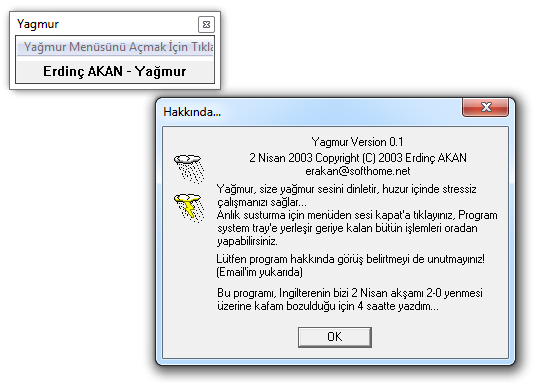 Yagmur
Yağmur Menüsünü Açmak İçin Tıkla
Erdinç AKAN - Yağmur
Hakkında...
Yagmur Version 0.1
2 Nisan 2003 Copyright (C) 2003 Erdinç AKAN
erakan@softhome.net
Yağmur, size yağmur sesini dinletir, huzur içinde stressiz
çalışmanızı sağlar...
Anlık susturma için menüden sesi kapat'a tıklayınız, Program
system tray'e yerleşir geriye kalan bütün işlemleri oradan
yapabilirsiniz.
Lütfen program hakkında görüş belirtmeyi de unutmayınız!
(Email'im yukarıda)
Bu programı, Ingilterenin bizi 2 Nisan akşamı 2-0 yenmesi
üzerine kafam bozulduğu için 4 saatte yazdım...
OK